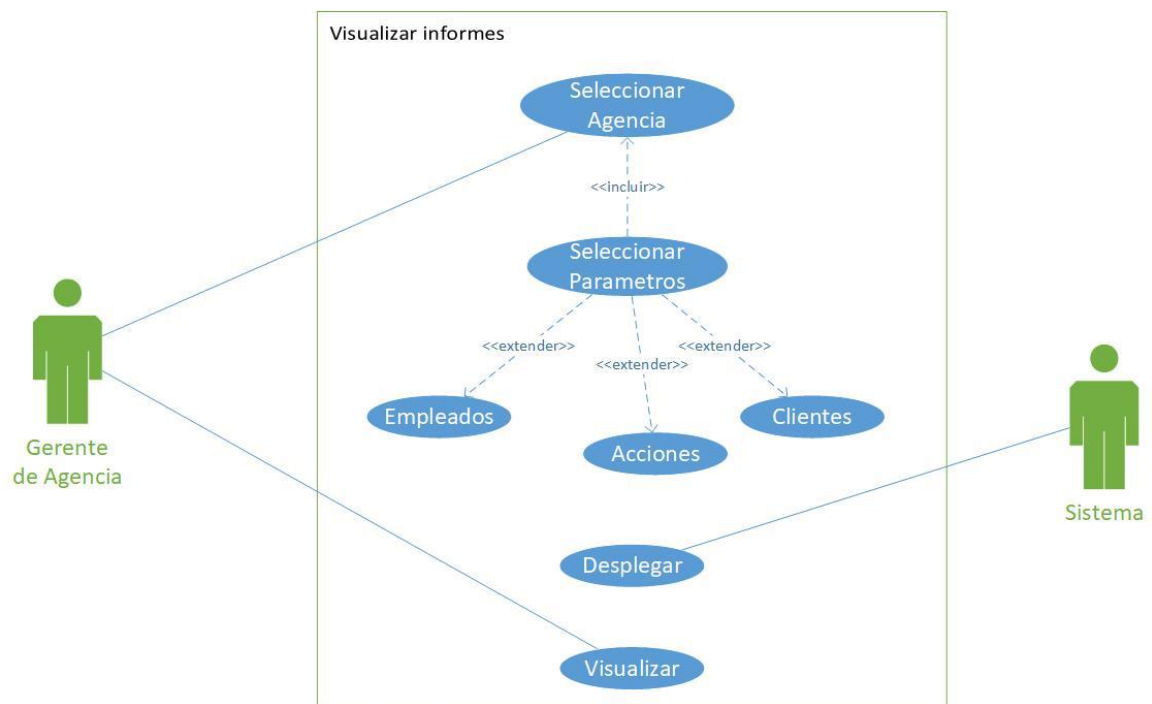 Visualizar informes
Seleccionar
Agencia
<<incluir>>
Seleccionar
Parametros
<<extender>>
<<extender>>
<<extender>>
Empleados
Clientes
Acciones
Gerente
de Agencia
Sistema
Desplegar
Visualizar